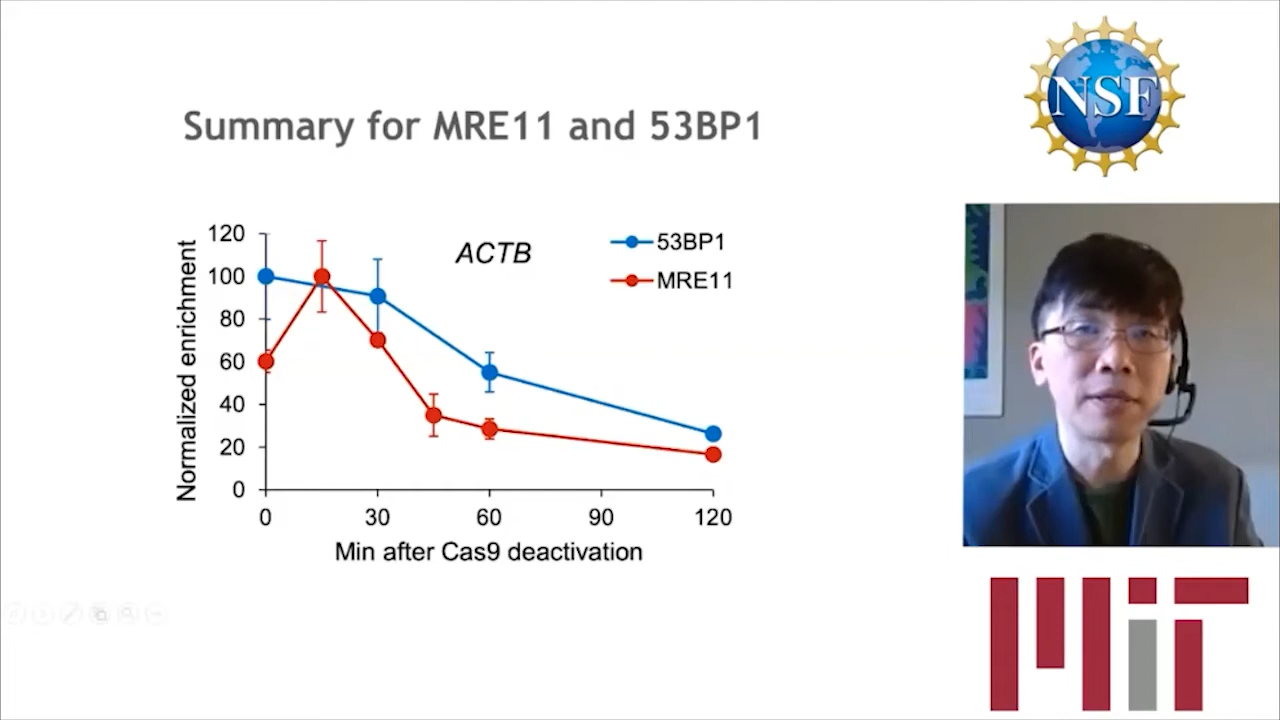 NSF
Summary for MRE11 and 53BP1
Normalized enrichment
120
100
80
60
40
20
0
ACTB
53BP1
MRE11
0 30 60 90 120
Min after Cas9 deactivation
MIT